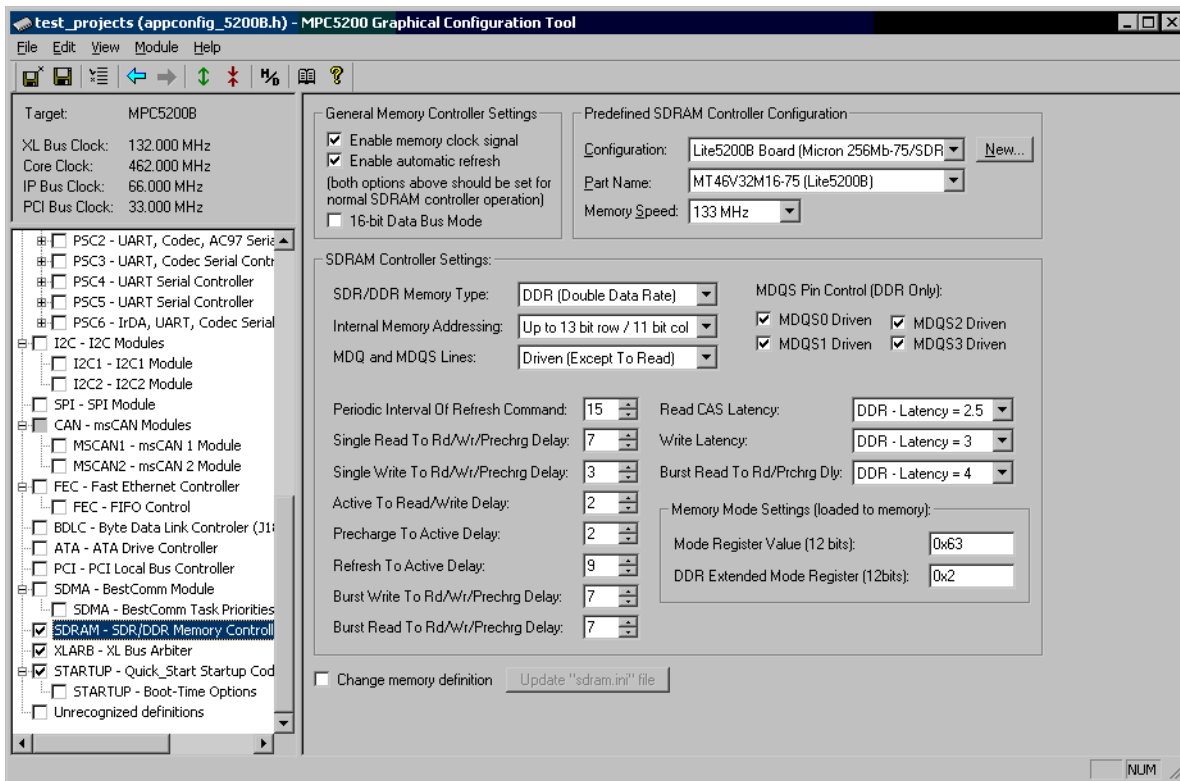 test_projects (appconfig_5200B.h) - MPC5200 Graphical Configuration Tool
File Edit View Module Help
H/D
Target: MPC5200B
XL Bus Clock: 132.000 MHz
Core Clock: 462.000 MHz
IP Bus Clock: 66.000 MHz
PCI Bus Clock: 33.000 MHz
PSC2 - UART, Codec, AC97 Seria
PSC3 - UART, Codec Serial Contr
PSC4 - UART Serial Controller
PSC5 - UART Serial Controller
PSC6 - IrDA, UART, Codec Serial
I2C - I2C Modules
I2C1 - I2C1 Module
I2C2 - I2C2 Module
SPI - SPI Module
CAN - msCAN Modules
MSCAN1 - msCAN 1 Module
MSCAN2 - msCAN 2 Module
FEC - Fast Ethernet Controller
FEC - FIFO Control
BDLC - Byte Data Link Controler (J18
ATA - ATA Drive Controller
PCI - PCI Local Bus Controller
SDMA - BestComm Module
SDMA - BestComm Task Priorities
SDRAM - SDR/DDR Memory Controll
XLARB - XL Bus Arbiter
STARTUP - Quick_Start Startup Cod
STARTUP - Boot-Time Options
Unrecognized definitions
General Memory Controller Settings
Enable memory clock signal
Enable automatic refresh
(both options above should be set for
normal SDRAM controller operation)
16-bit Data Bus Mode
Predefined SDRAM Controller Configuration
Configuration: Lite5200B Board (Micron 256Mb-75/SDR New...
Part Name: MT46V32M16-75 (Lite5200B)
Memory Speed: 133 MHz
SDRAM Controller Settings:
SDR/DDR Memory Type: DDR (Double Data Rate)
Internal Memory Addressing: Up to 13 bit row / 11 bit col
MDQ and MDQS Lines: Driven (Except To Read)
MDQS Pin Control (DDR Only):
MDQS0 Driven MDQS2 Driven
MDQS1 Driven MDQS3 Driven
Periodic Interval Of Refresh Command: 15
Single Read To Rd/Wr/Prechrg Delay: 7
Single Write To Rd/Wr/Prechrg Delay: 3
Active To Read/Write Delay: 2
Precharge To Active Delay: 2
Refresh To Active Delay: 9
Burst Write To Rd/Wr/Prechrg Delay: 7
Burst Read To Rd/Wr/Prechrg Delay: 7
Read CAS Latency: DDR - Latency = 2.5
Write Latency: DDR - Latency = 3
Burst Read To Rd/Prchrg Dly: DDR - Latency = 4
Memory Mode Settings (loaded to memory):
Mode Register Value (12 bits): 0x63
DDR Extended Mode Register (12bits): 0x2
Change memory definition Update "sdram.ini" file
NUM